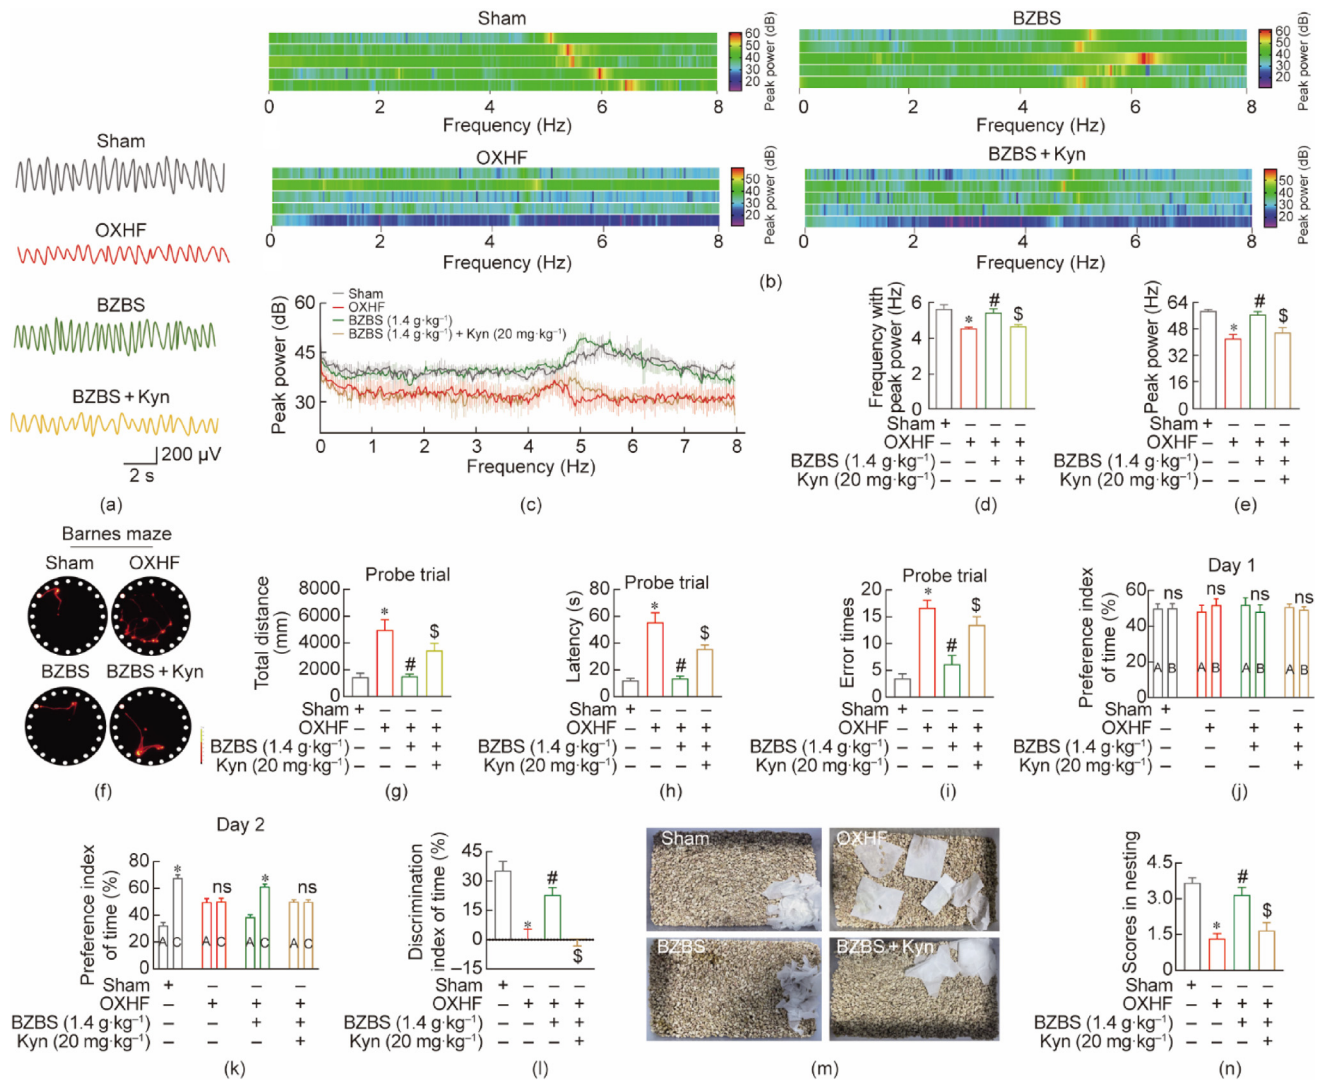 Sham
OXHF
BZBS
BZBS + Kyn
200 μV
2 s
(a)
Sham
0 2 4 6 8
Frequency (Hz)
60
50
40
30
20
Peak power (dB)
BZBS
0 2 4 6 8
Frequency (Hz)
60
50
40
30
20
Peak power (dB)
OXHF
0 2 4 6 8
Frequency (Hz)
50
40
30
20
Peak power (dB)
BZBS + Kyn
0 2 4 6 8
Frequency (Hz)
50
40
30
20
Peak power (dB)
(b)
Peak power (dB)
60
45
30
Sham
OXHF
BZBS (1.4 g·kg⁻¹)
BZBS (1.4 g·kg⁻¹) + Kyn (20 mg·kg⁻¹)
0 1 2 3 4 5 6 7 8
Frequency (Hz)
(c)
Frequency with
peak power (Hz)
6
4
2
0
* # $
Sham + – – –
OXHF – + + +
BZBS (1.4 g·kg⁻¹) – – + +
Kyn (20 mg·kg⁻¹) – – – +
(d)
Peak power (Hz)
64
48
32
16
0
* # $
Sham + – – –
OXHF – + + +
BZBS (1.4 g·kg⁻¹) – – + +
Kyn (20 mg·kg⁻¹) – – – +
(e)
Barnes maze
Sham OXHF
BZBS BZBS + Kyn
(f)
Probe trial
Total distance
(mm)
8000
6000
4000
2000
0
* # $
Sham + – – –
OXHF – + + +
BZBS (1.4 g·kg⁻¹) – – + +
Kyn (20 mg·kg⁻¹) – – – +
(g)
Probe trial
Latency (s)
80
60
40
20
0
* # $
Sham + – – –
OXHF – + + +
BZBS (1.4 g·kg⁻¹) – – + +
Kyn (20 mg·kg⁻¹) – – – +
(h)
Probe trial
Error times
20
15
10
5
0
* # $
Sham + – – –
OXHF – + + +
BZBS (1.4 g·kg⁻¹) – – + +
Kyn (20 mg·kg⁻¹) – – – +
(i)
Day 1
Preference index
of time (%)
60
40
20
0
ns ns ns ns
A B A B A B A B
Sham + – – –
OXHF – + + +
BZBS (1.4 g·kg⁻¹) – – + +
Kyn (20 mg·kg⁻¹) – – – +
(j)
Day 2
Preference index
of time (%)
80
60
40
20
0
* ns * ns
A C A C A C A C
Sham + – – –
OXHF – + + +
BZBS (1.4 g·kg⁻¹) – – + +
Kyn (20 mg·kg⁻¹) – – – +
(k)
Discrimination
index of time (%)
45
30
15
0
–15
* # $
Sham + – – –
OXHF – + + +
BZBS (1.4 g·kg⁻¹) – – + +
Kyn (20 mg·kg⁻¹) – – – +
(l)
Sham OXHF
BZBS BZBS + Kyn
(m)
Scores in nesting
4.5
3.0
1.5
0
* # $
Sham + – – –
OXHF – + + +
BZBS (1.4 g·kg⁻¹) – – + +
Kyn (20 mg·kg⁻¹) – – – +
(n)